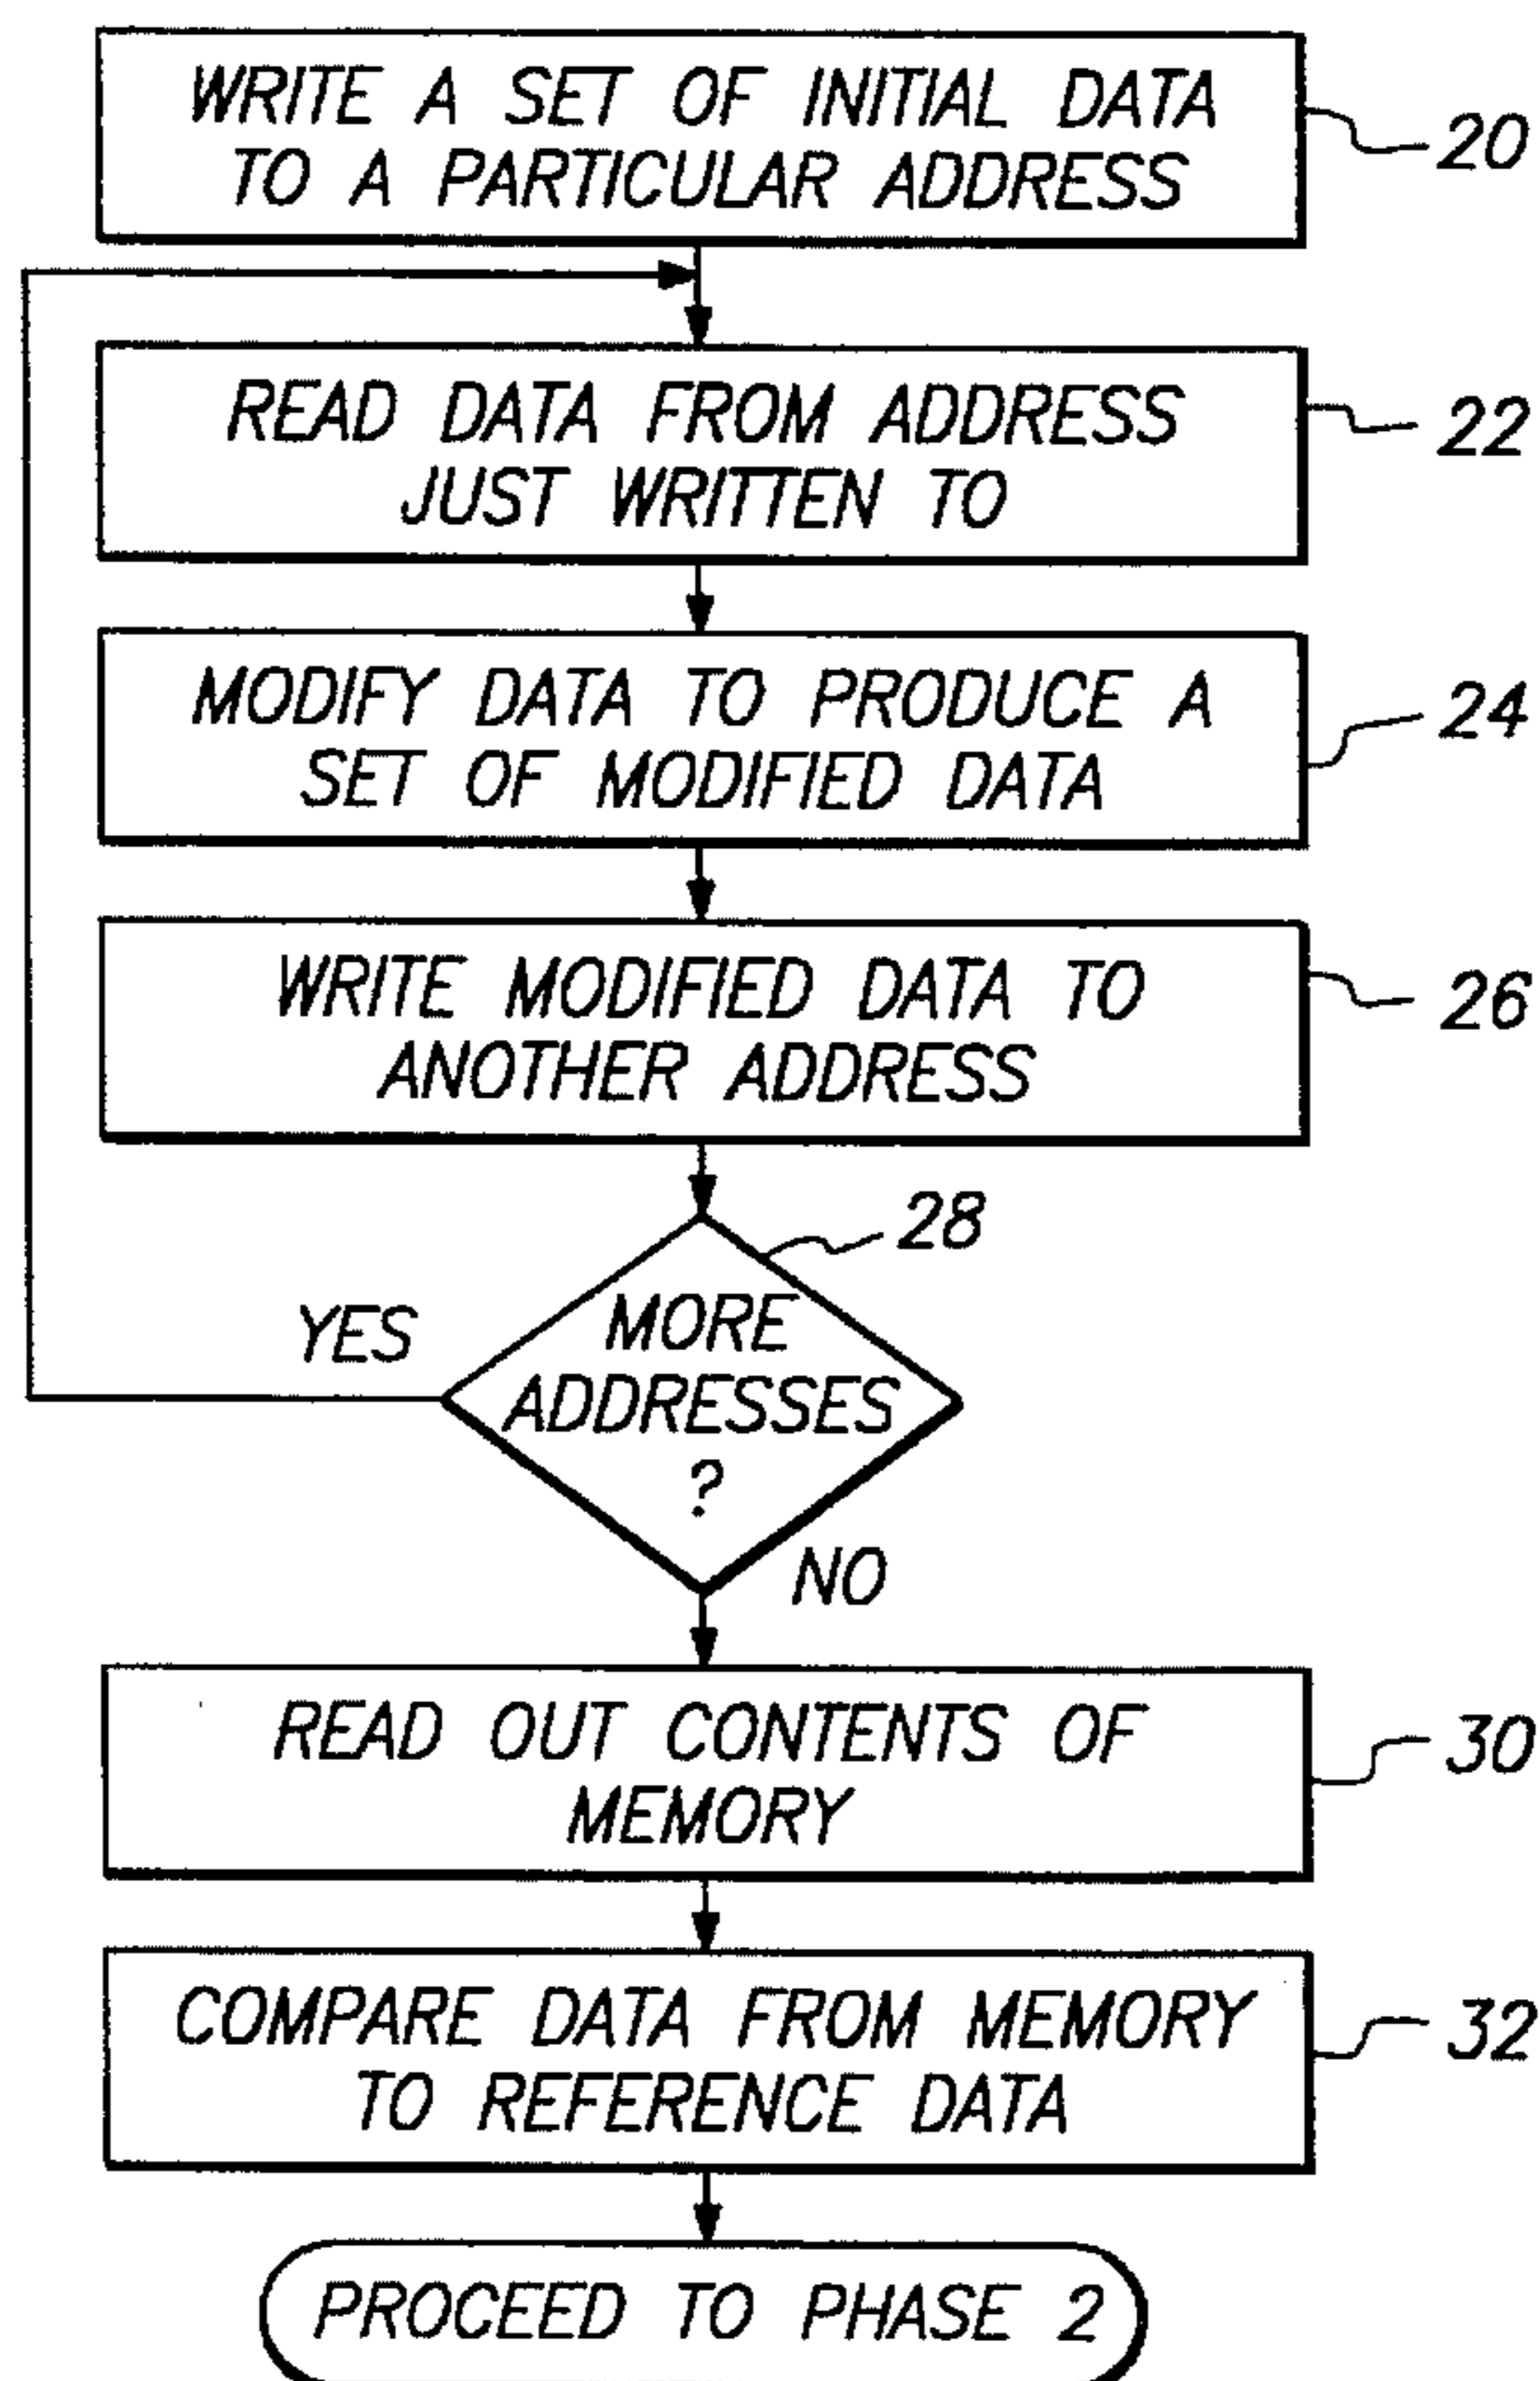 WRITE A SET OF INITIAL DATA
TO A PARTICULAR ADDRESS
20
READ DATA FROM ADDRESS
JUST WRITTEN TO
22
MODIFY DATA TO PRODUCE A
SET OF MODIFIED DATA
24
WRITE MODIFIED DATA TO
ANOTHER ADDRESS
26
28
YES
MORE
ADDRESSES
?
NO
READ OUT CONTENTS OF
MEMORY
30
COMPARE DATA FROM MEMORY
TO REFERENCE DATA
32
PROCEED TO PHASE 2